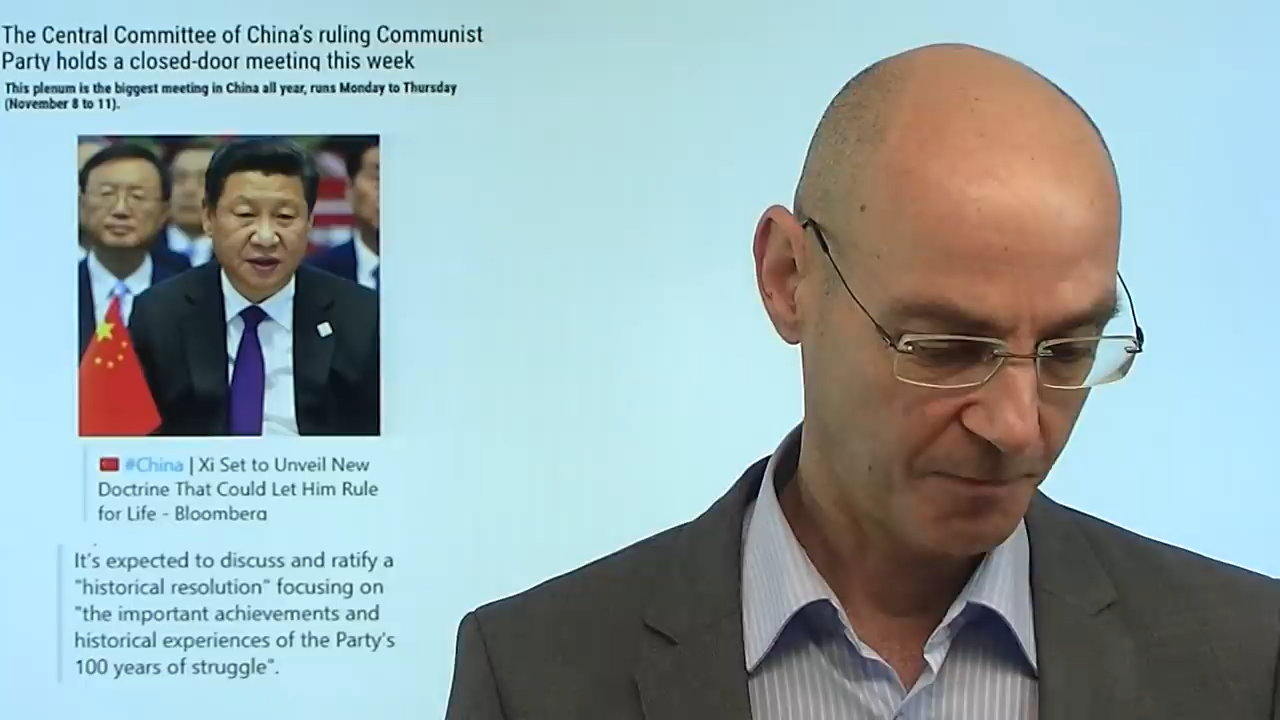 The Central Committee of China's ruling Communist
Party holds a closed-door meeting this week
This plenum is the biggest meeting in China all year, runs Monday to Thursday
(November 8 to 11).
#China | Xi Set to Unveil New
Doctrine That Could Let Him Rule
for Life - Bloomberg
It's expected to discuss and ratify a
"historical resolution" focusing on
"the important achievements and
historical experiences of the Party's
100 years of struggle".